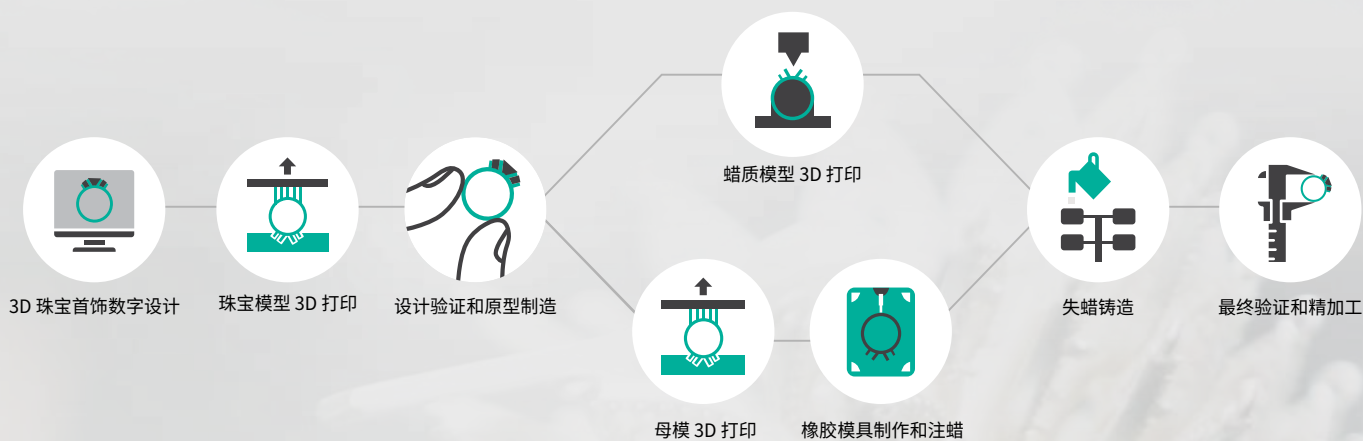 3D 珠宝首饰数字设计
珠宝模型 3D 打印
设计验证和原型制造
蜡质模型 3D 打印
母模 3D 打印
橡胶模具制作和注蜡
失蜡铸造
最终验证和精加工